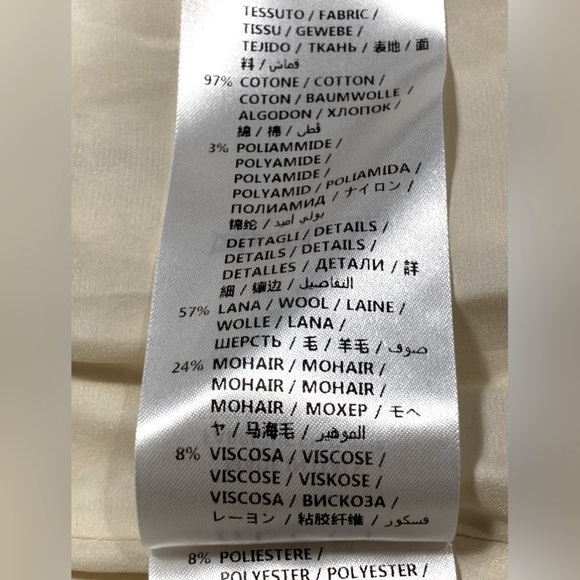 TESSUTO / FABRIC /
TISSU / GEWEBE /
TEJIDO / ТКАНЬ / 表地 / 面
料 / قماش
97% COTONE / COTTON /
COTON / BAUMWOLLE /
ALGODON / ХЛОПОК /
綿 / 棉 / قطن
3% POLIAMMIDE /
POLYAMIDE /
POLYAMIDE /
POLYAMID / POLIAMIDA /
ПОЛИАМИД / ナイロン /
锦纶 / بولي اميد
DETTAGLI / DETAILS /
DETAILS / DETAILS /
DETALLES / ДЕТАЛИ / 詳
細 / 镶边 / التفاصيل
57% LANA / WOOL / LAINE /
WOLLE / LANA /
ШЕРСТЬ / 毛 / 羊毛 / صوف
24% MOHAIR / MOHAIR /
MOHAIR / MOHAIR /
MOHAIR / МОХЕР / モヘ
ヤ / 马海毛 / الموهير
8% VISCOSA / VISCOSE /
VISCOSE / VISKOSE /
VISCOSA / ВИСКОЗА /
レーヨン / 粘胶纤维 / فسكور
8% POLIESTERE /
POLYESTER / POLYESTER /